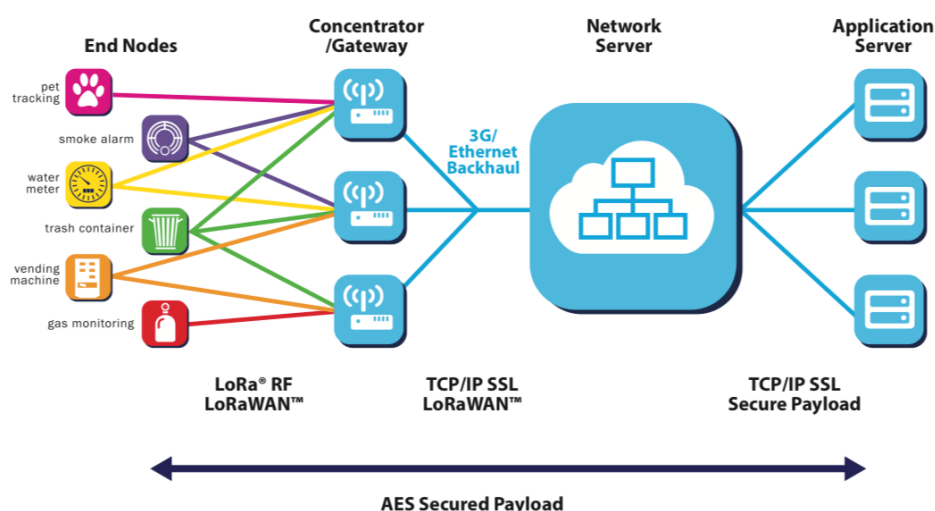 End Nodes
Concentrator
/Gateway
Network
Server
Application
Server
pet
tracking
smoke alarm
water
meter
trash container
vending
machine
gas monitoring
3G/
Ethernet
Backhaul
LoRa® RF
LoRaWAN™
TCP/IP SSL
LoRaWAN™
TCP/IP SSL
Secure Payload
AES Secured Payload